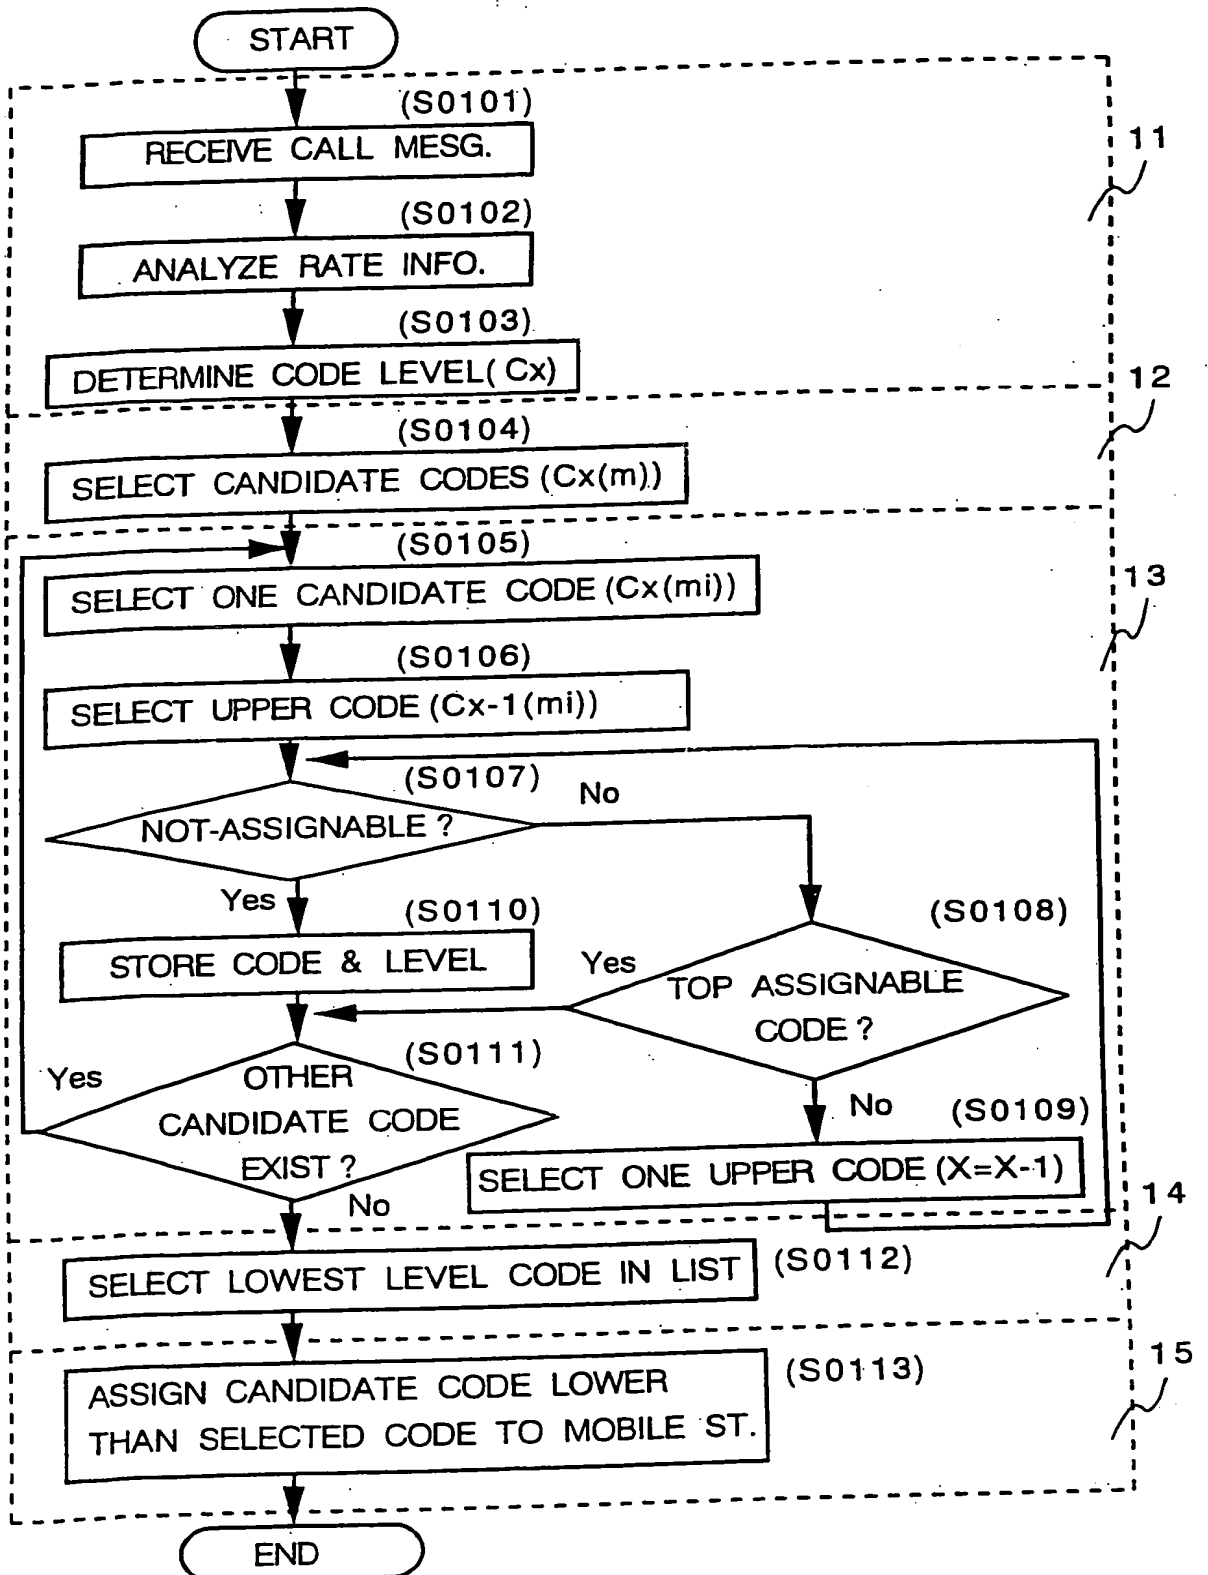 START
(S0101)
RECEIVE CALL MESG.
11
(S0102)
ANALYZE RATE INFO.
(S0103)
DETERMINE CODE LEVEL( Cx)
12
(S0104)
SELECT CANDIDATE CODES (Cx(m))
(S0105)
SELECT ONE CANDIDATE CODE (Cx(mi))
13
(S0106)
SELECT UPPER CODE (Cx-1(mi))
(S0107)
No
NOT-ASSIGNABLE ?
Yes
(S0110)
(S0108)
STORE CODE & LEVEL
Yes
TOP ASSIGNABLE
CODE ?
(S0111)
Yes
OTHER
CANDIDATE CODE
EXIST ?
No
(S0109)
SELECT ONE UPPER CODE (X=X-1)
No
14
SELECT LOWEST LEVEL CODE IN LIST
(S0112)
15
(S0113)
ASSIGN CANDIDATE CODE LOWER
THAN SELECTED CODE TO MOBILE ST.
END